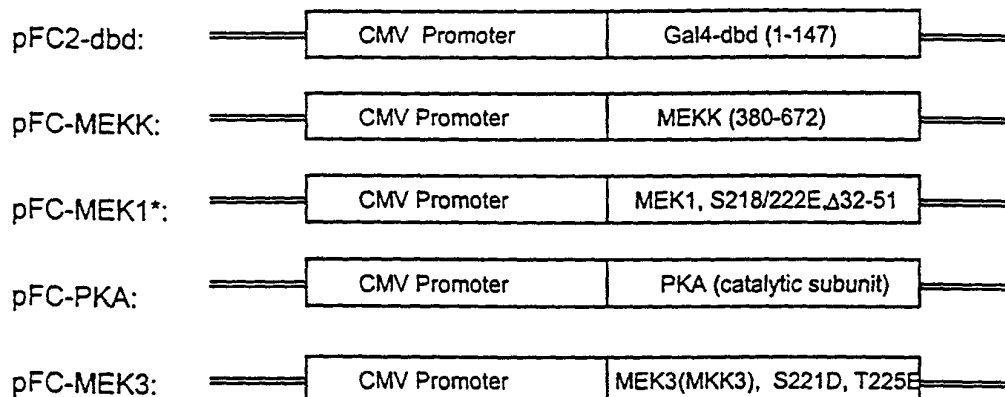 pFC2-dbd: CMV Promoter Gal4-dbd (1-147)
pFC-MEKK: CMV Promoter MEKK (380-672)
pFC-MEK1*: CMV Promoter MEK1, S218/222E,Δ32-51
pFC-PKA: CMV Promoter PKA (catalytic subunit)
pFC-MEK3: CMV Promoter MEK3(MKK3), S221D, T225E